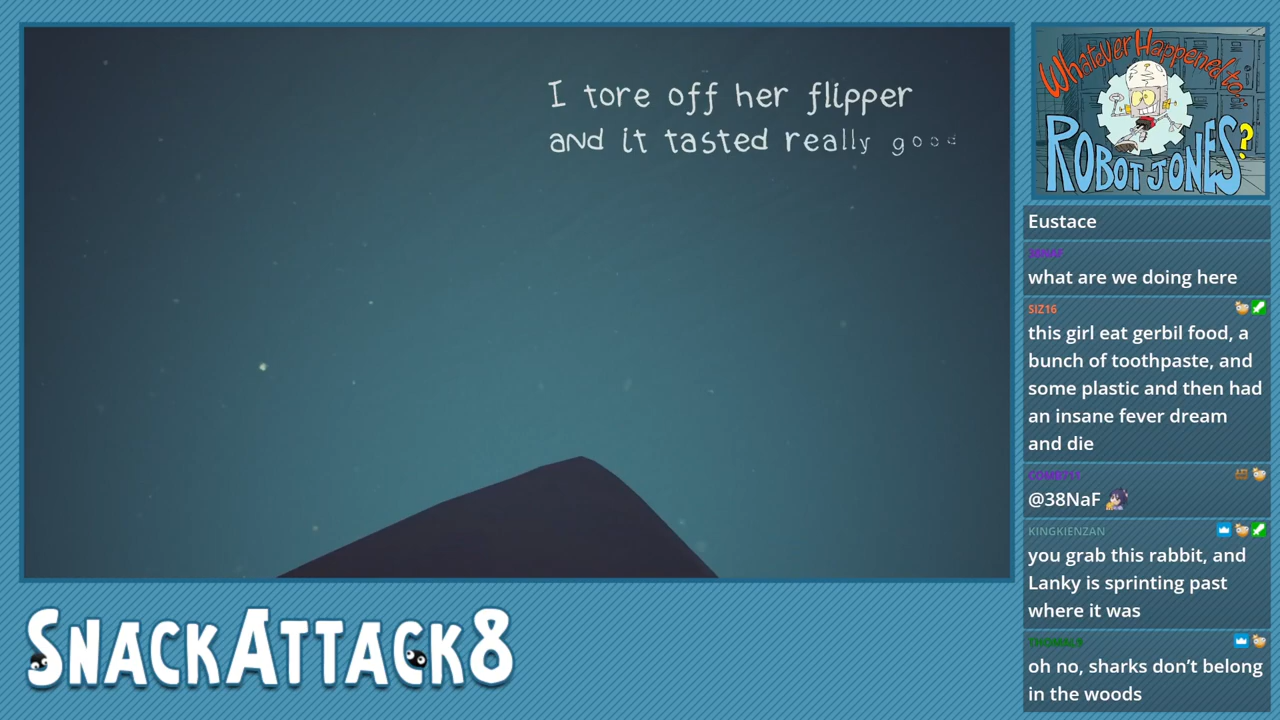 I tore off her flipper
and it tasted really good
Whatever Happened to..
ROBOT JONES?
Eustace
38NAF
what are we doing here
SIZ16
this girl eat gerbil food, a
bunch of toothpaste, and
some plastic and then had
an insane fever dream
and die
@38NaF
KINGKIENZAN
you grab this rabbit, and
Lanky is sprinting past
where it was
oh no, sharks don’t belong
in the woods
SNACKATTACK8